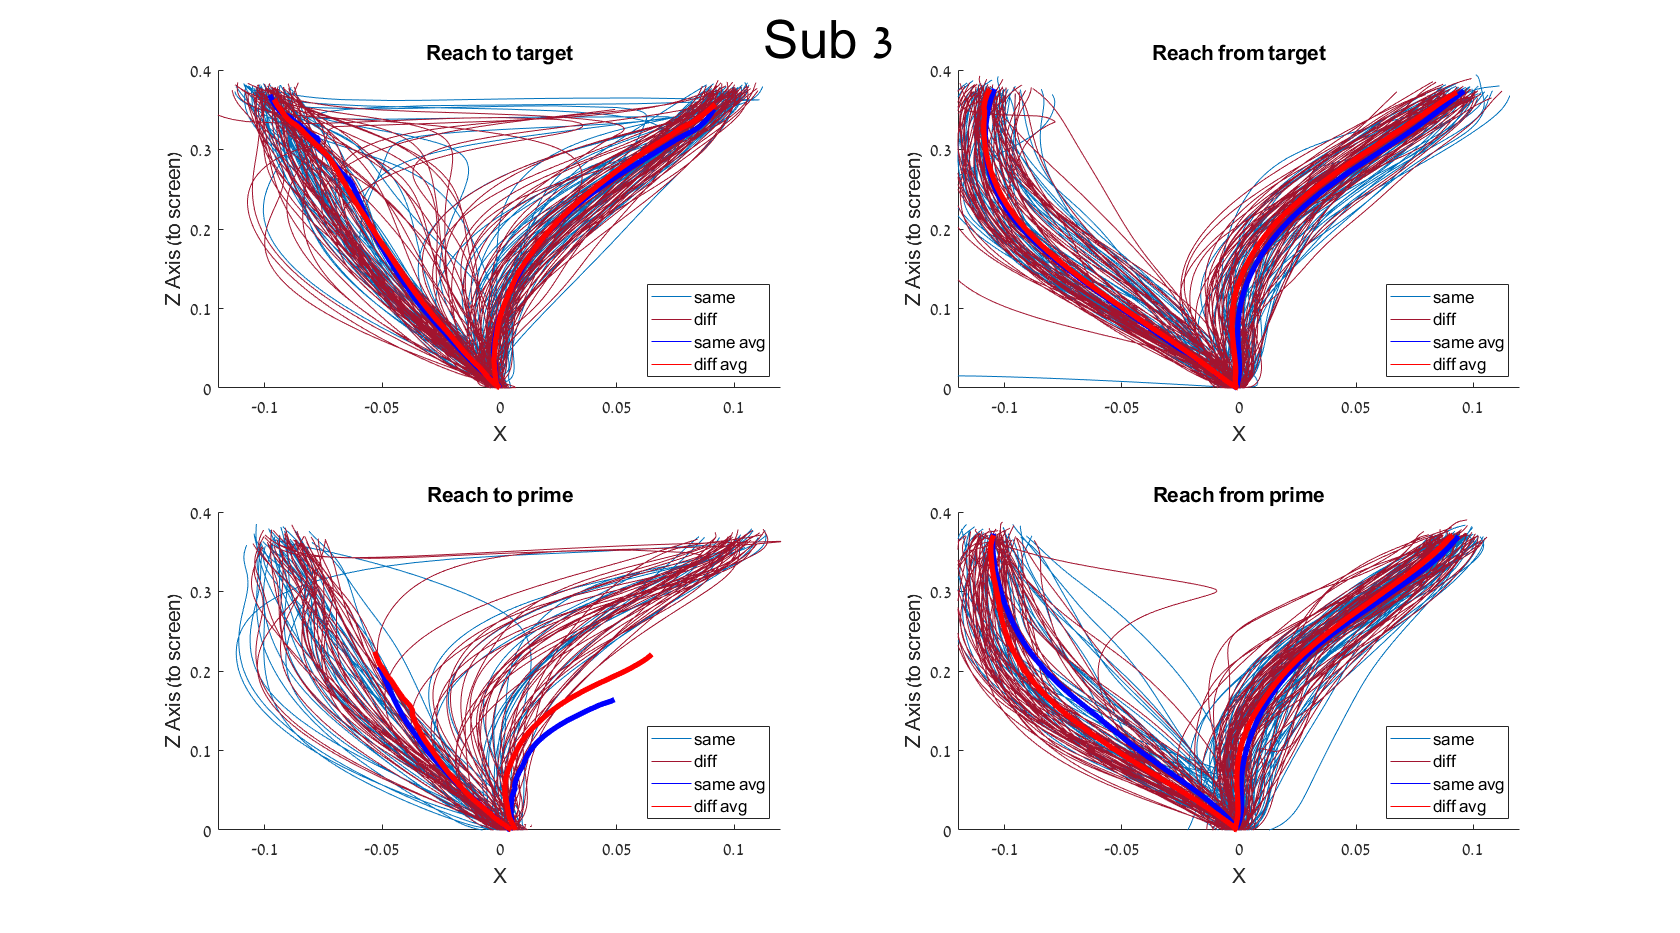 Sub 3
Reach to target
0.4
0.3
0.2
0.1
0
Z Axis (to screen)
-0.1
-0.05
0
0.05
0.1
X
same
diff
same avg
diff avg
Reach from target
0.4
0.3
0.2
0.1
0
Z Axis (to screen)
-0.1
-0.05
0
0.05
0.1
X
same
diff
same avg
diff avg
Reach to prime
0.4
0.3
0.2
0.1
0
Z Axis (to screen)
-0.1
-0.05
0
0.05
0.1
X
same
diff
same avg
diff avg
Reach from prime
0.4
0.3
0.2
0.1
0
Z Axis (to screen)
-0.1
-0.05
0
0.05
0.1
X
same
diff
same avg
diff avg